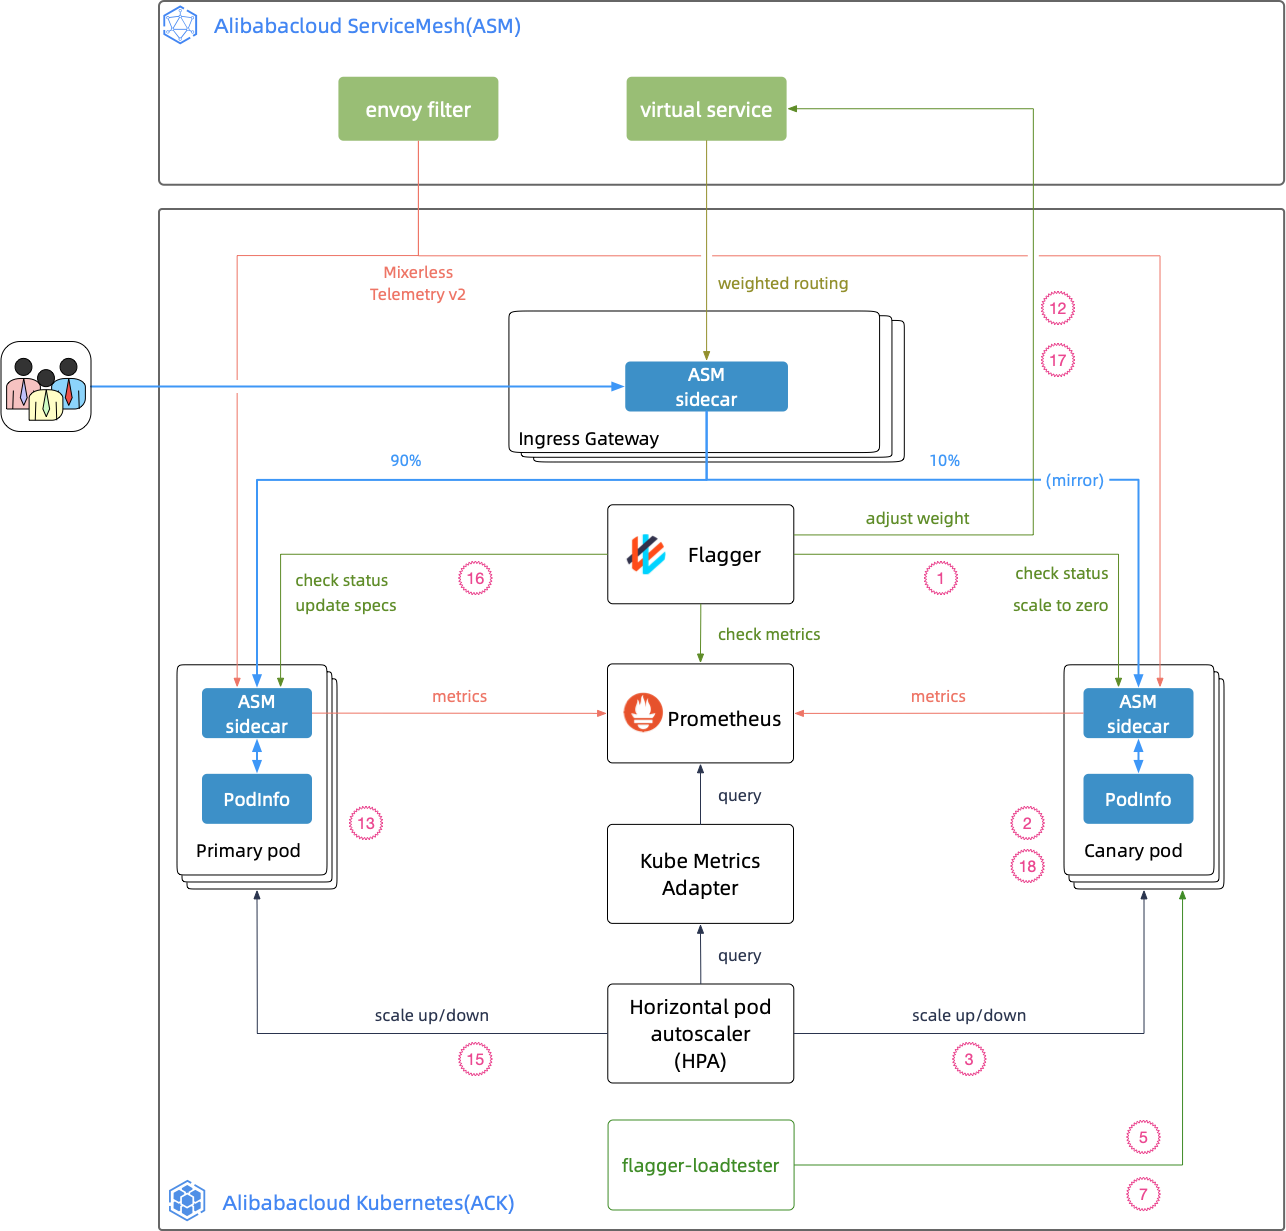 Alibabacloud ServiceMesh(ASM)
envoy filter
virtual service
Mixerless
Telemetry v2
weighted routing
12
17
ASM
sidecar
Ingress Gateway
90%
10%
(mirror)
adjust weight
Flagger
16
1
check status
update specs
check status
scale to zero
check metrics
ASM
sidecar
metrics
Prometheus
metrics
ASM
sidecar
PodInfo
query
PodInfo
13
2
Primary pod
Kube Metrics
Adapter
Canary pod
18
query
scale up/down
Horizontal pod
autoscaler
(HPA)
scale up/down
15
3
flagger-loadtester
5
7
Alibabacloud Kubernetes(ACK)